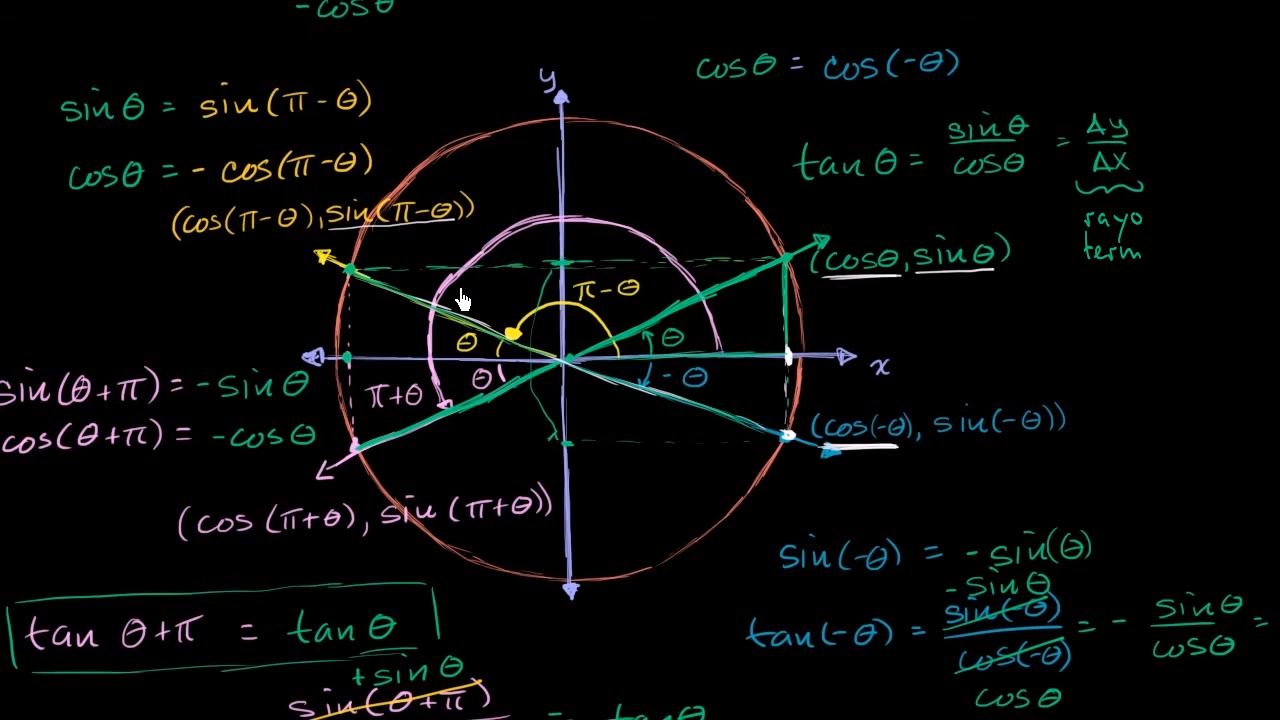 -cosθ
cosθ = cos(-θ)
y
sinθ = sin(π-θ)
cosθ = - cos(π-θ)
(cos(π-θ), sin(π-θ))
tanθ = sinθ/cosθ = Δy/Δx
rayo
term
(cosθ, sinθ)
π-θ
θ
θ
x
θ
-θ
π+θ
sin(θ+π) = -sinθ
cos(θ+π) = -cosθ
(cos(-θ), sin(-θ))
(cos(π+θ), sin(π+θ))
sin(-θ) = -sin(θ)
-sinθ
tan(-θ) = sin(-θ)/cos(-θ) = - sinθ/cosθ =
cosθ
tan θ+π = tanθ
+sinθ
sin(θ+π)
= tanθ